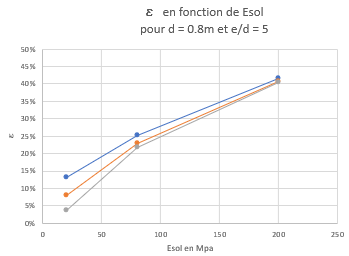 ε en fonction de Esol
pour d = 0.8m et e/d = 5
50%
45%
40%
35%
30%
25%
20%
15%
10%
5%
0%
ε
0 50 100 150 200 250
Esol en Mpa